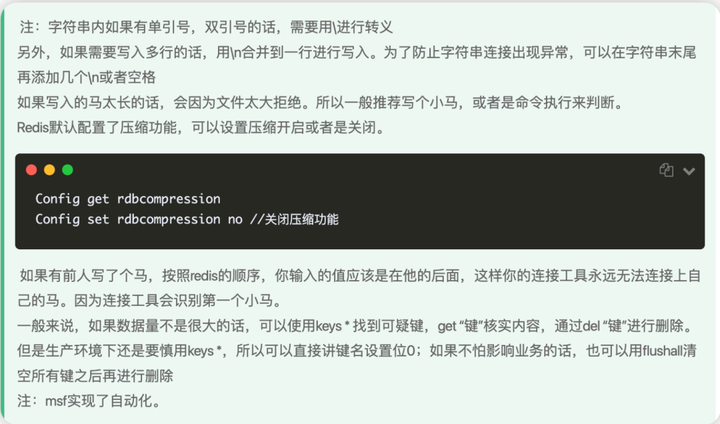 注：字符串内如果有单引号，双引号的话，需要用\进行转义
另外，如果需要写入多行的话，用\n合并到一行进行写入。为了防止字符串连接出现异常，可以在字符串末尾
再添加几个\n或者空格
如果写入的马太长的话，会因为文件太大拒绝。所以一般推荐写个小马，或者是命令执行来判断。
Redis默认配置了压缩功能，可以设置压缩开启或者是关闭。
Config get rdbcompression
Config set rdbcompression no //关闭压缩功能
如果有前人写了个马，按照redis的顺序，你输入的值应该是在他的后面，这样你的连接工具永远无法连接上自
己的马。因为连接工具会识别第一个小马。
一般来说，如果数据量不是很大的话，可以使用keys * 找到可疑键，get “键”核实内容，通过del “键”进行删除。
但是生产环境下还是要慎用keys *，所以可以直接讲键名设置位0；如果不怕影响业务的话，也可以用flushall清
空所有键之后再进行删除
注：msf实现了自动化。